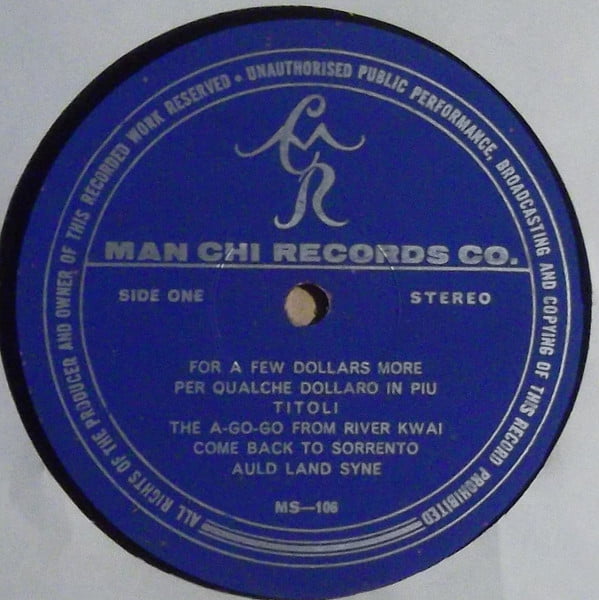 ALL RIGHTS OF THE PRODUCER AND OWNER OF THIS RECORDED WORK RESERVED • UNAUTHORISED PUBLIC PERFORMANCE, BROADCASTING AND COPYING OF THIS RECORD PROHIBITED
MAN CHI RECORDS CO.
SIDE ONE STEREO
FOR A FEW DOLLARS MORE
PER QUALCHE DOLLARO IN PIU
TITOLI
THE A-GO-GO FROM RIVER KWAI
COME BACK TO SORRENTO
AULD LAND SYNE
MS—106